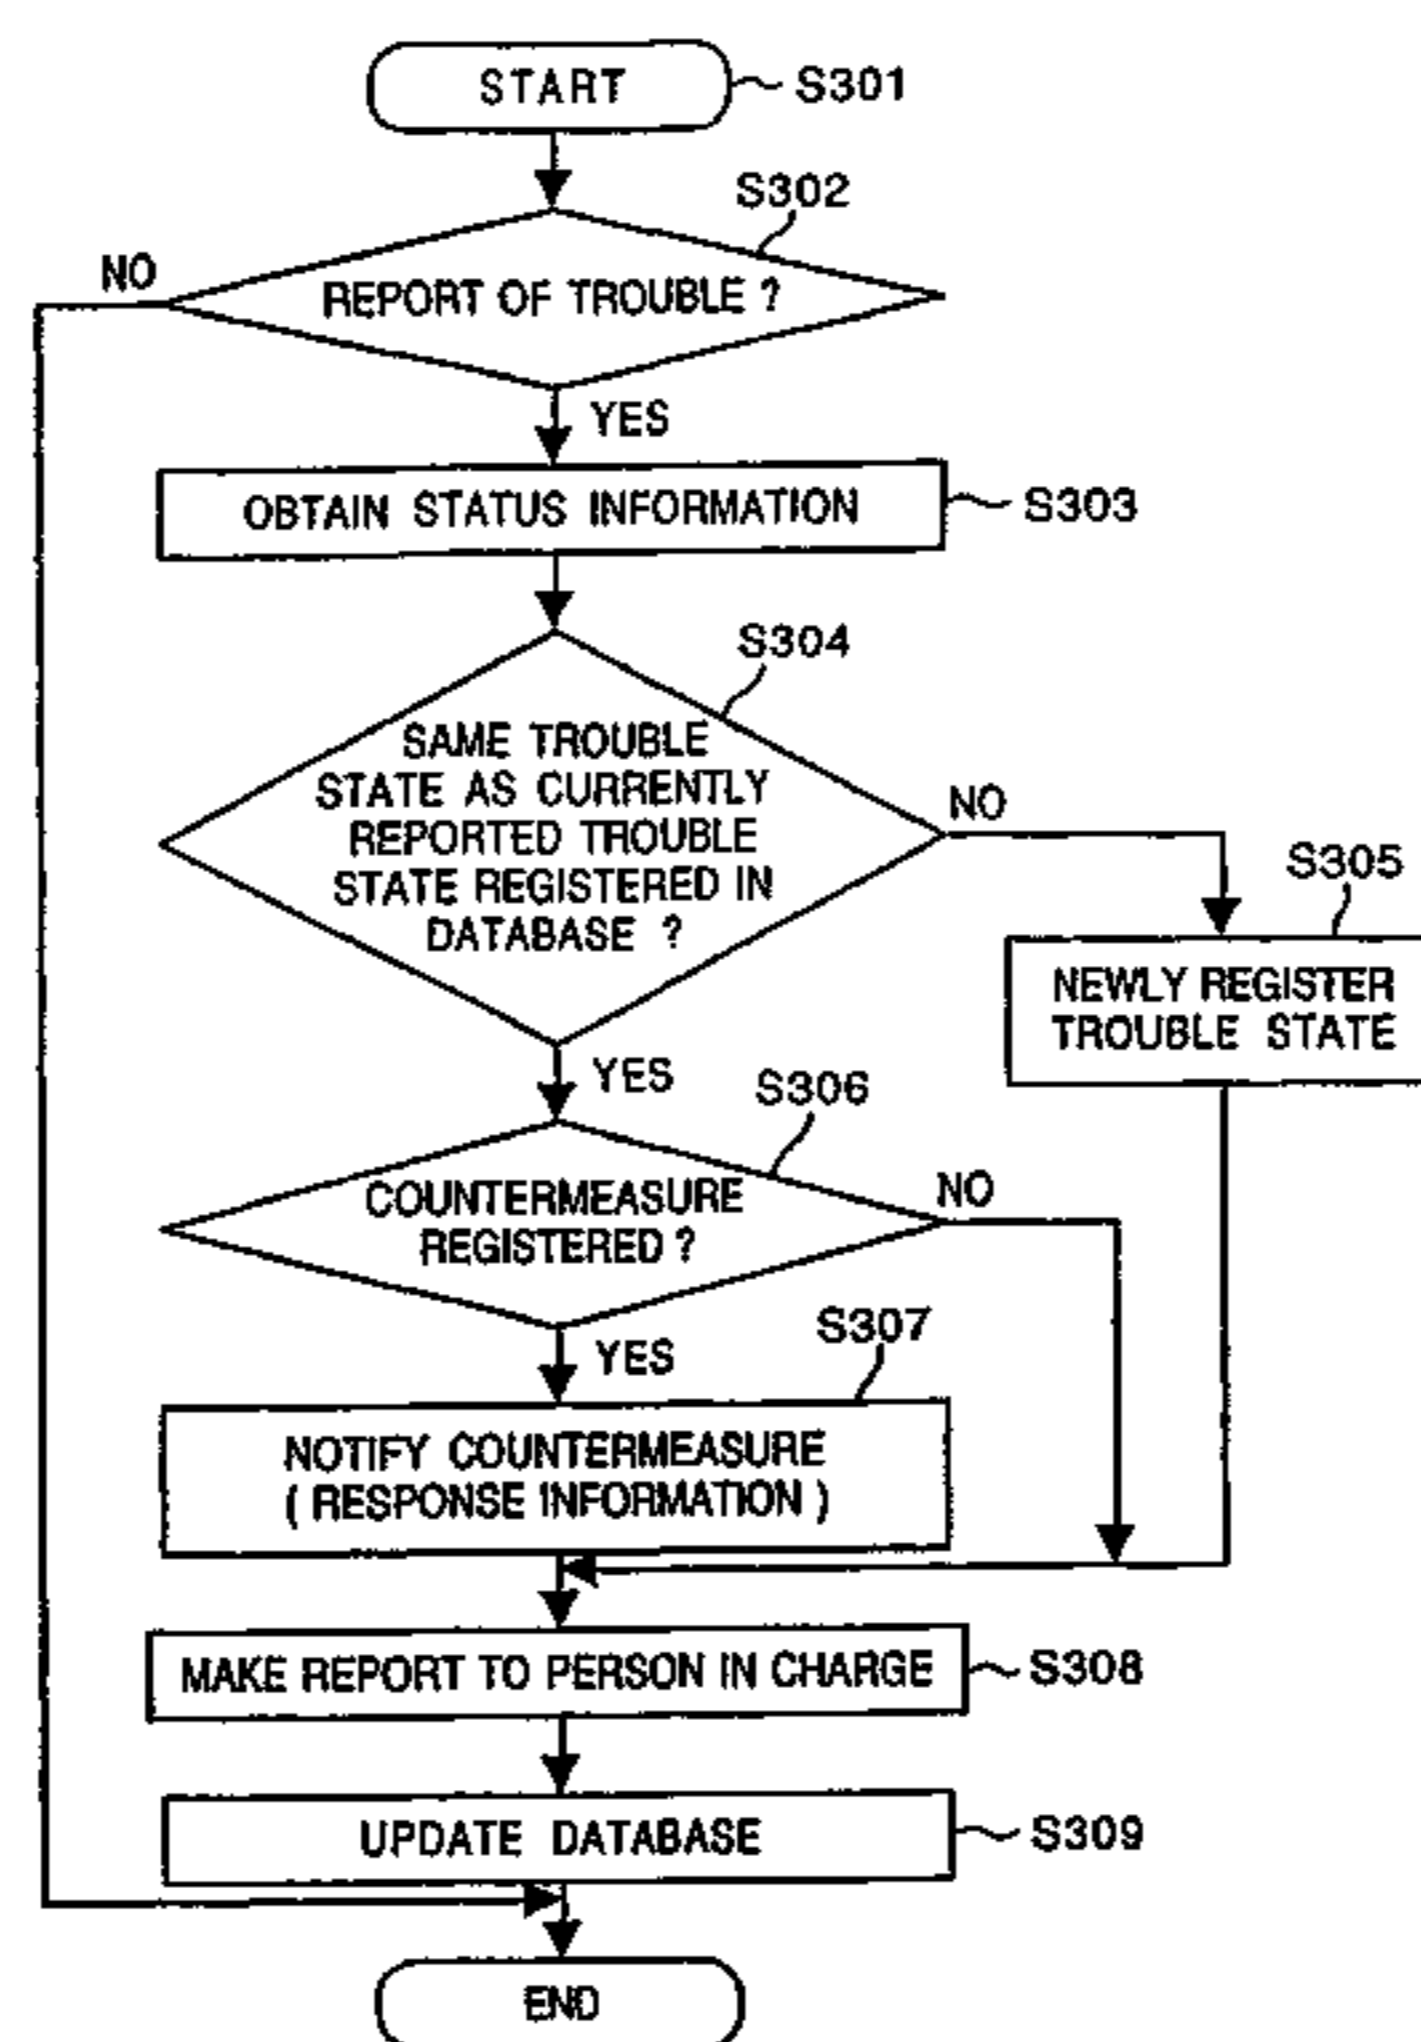 START
S301
S302
NO
REPORT OF TROUBLE ?
YES
OBTAIN STATUS INFORMATION
S303
S304
SAME TROUBLE
STATE AS CURRENTLY
REPORTED TROUBLE
STATE REGISTERED IN
DATABASE ?
NO
S305
NEWLY REGISTER
TROUBLE STATE
YES
S306
COUNTERMEASURE
REGISTERED ?
NO
YES
S307
NOTIFY COUNTERMEASURE
( RESPONSE INFORMATION )
MAKE REPORT TO PERSON IN CHARGE
S308
UPDATE DATABASE
S309
END